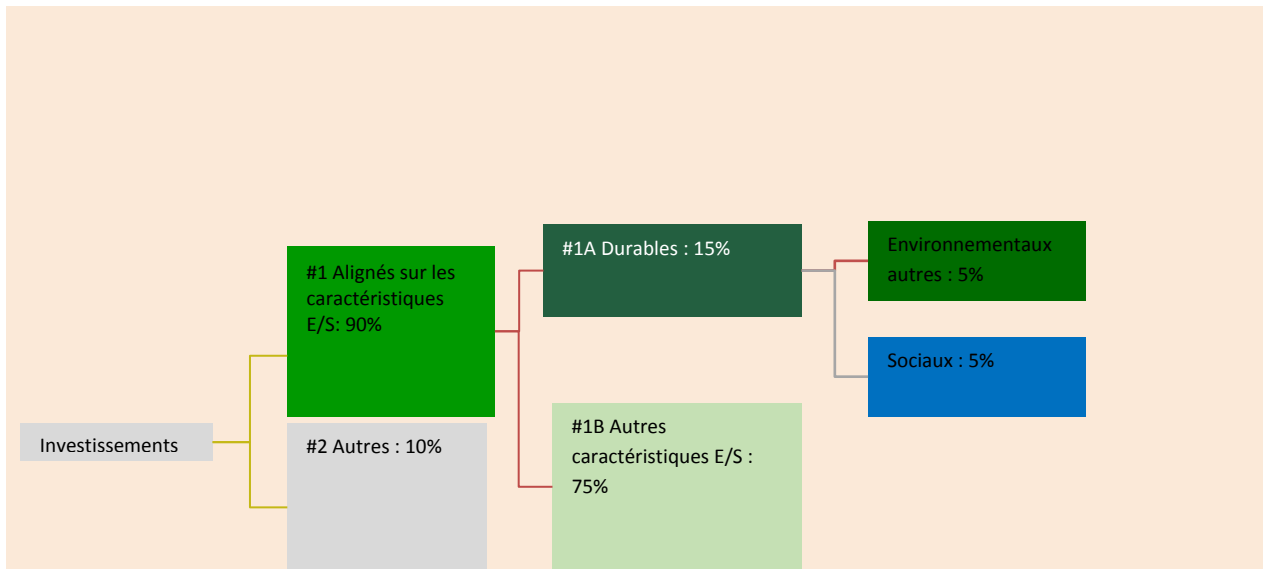 Investissements
#1 Alignés sur les
caractéristiques
E/S: 90%
#2 Autres : 10%
#1A Durables : 15%
#1B Autres
caractéristiques E/S :
75%
Environnementaux
autres : 5%
Sociaux : 5%